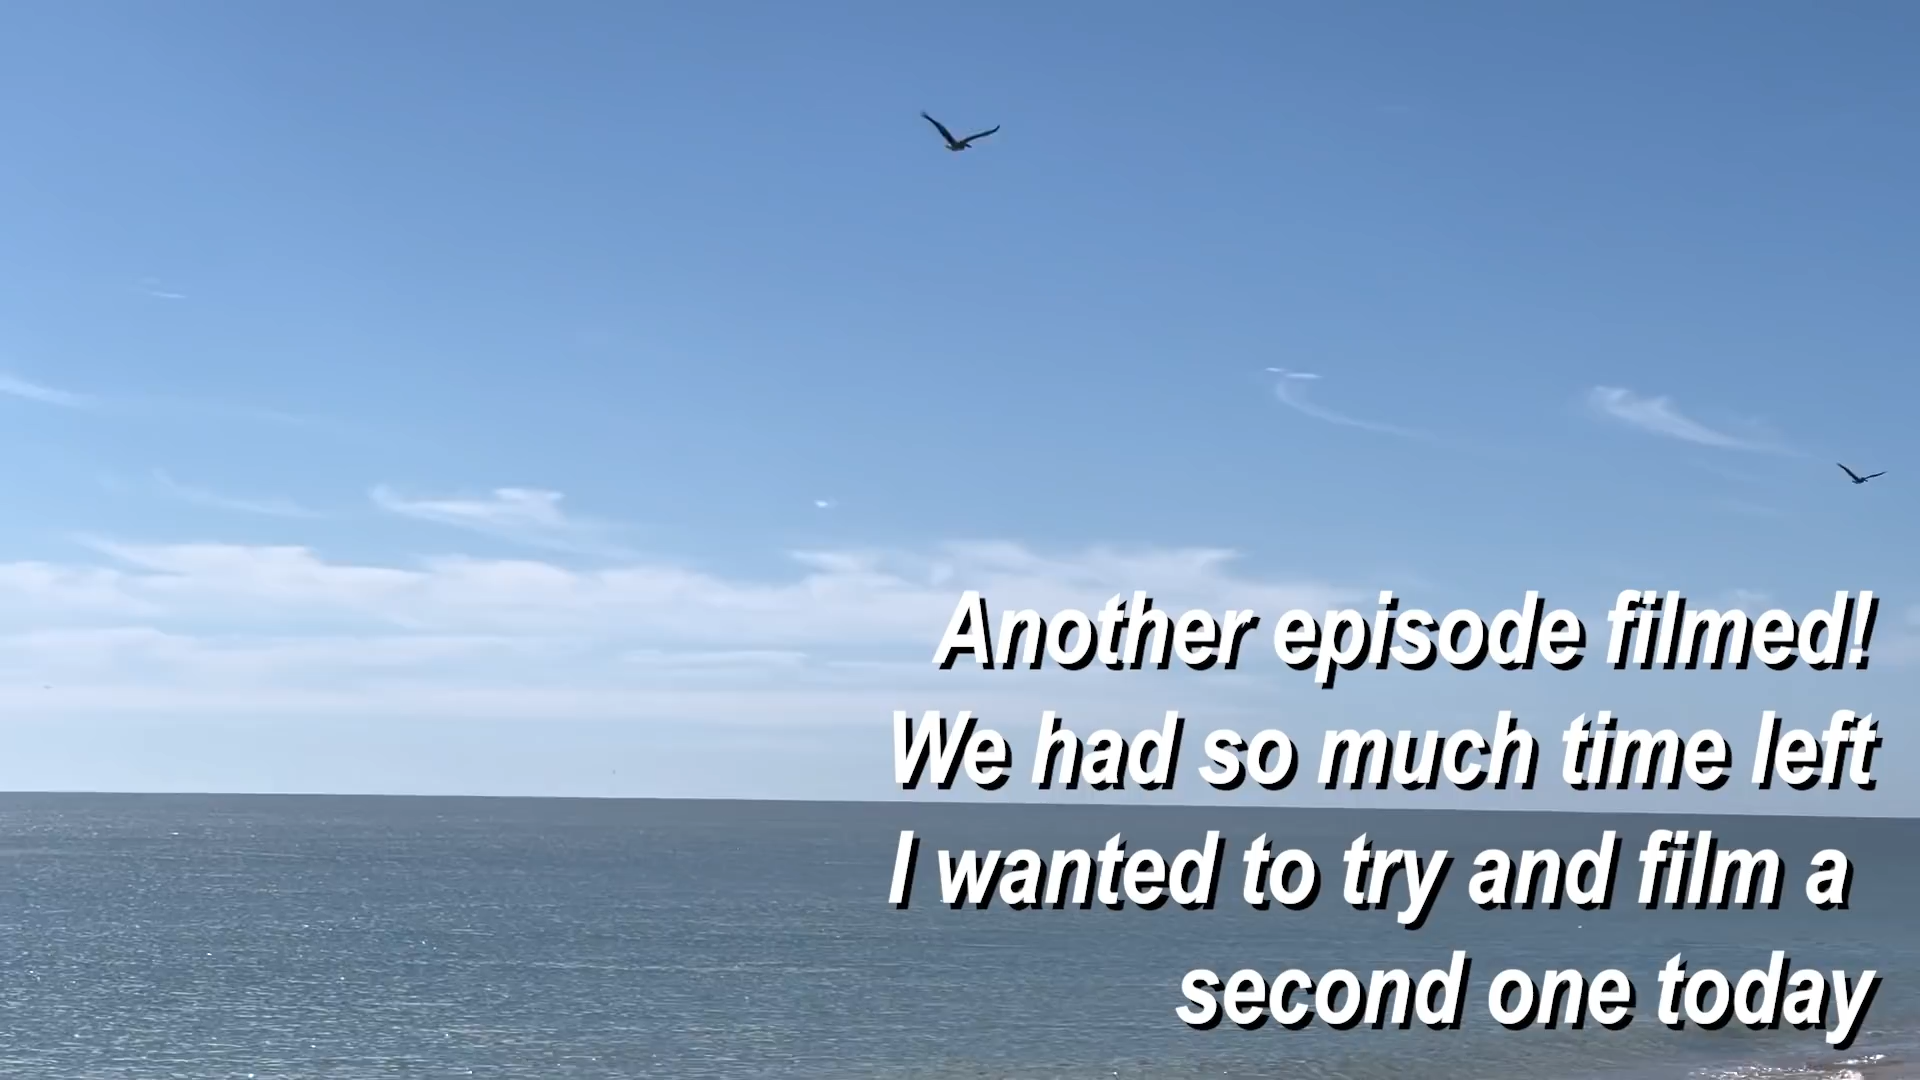 Another episode filmed!
We had so much time left
I wanted to try and film a
second one today